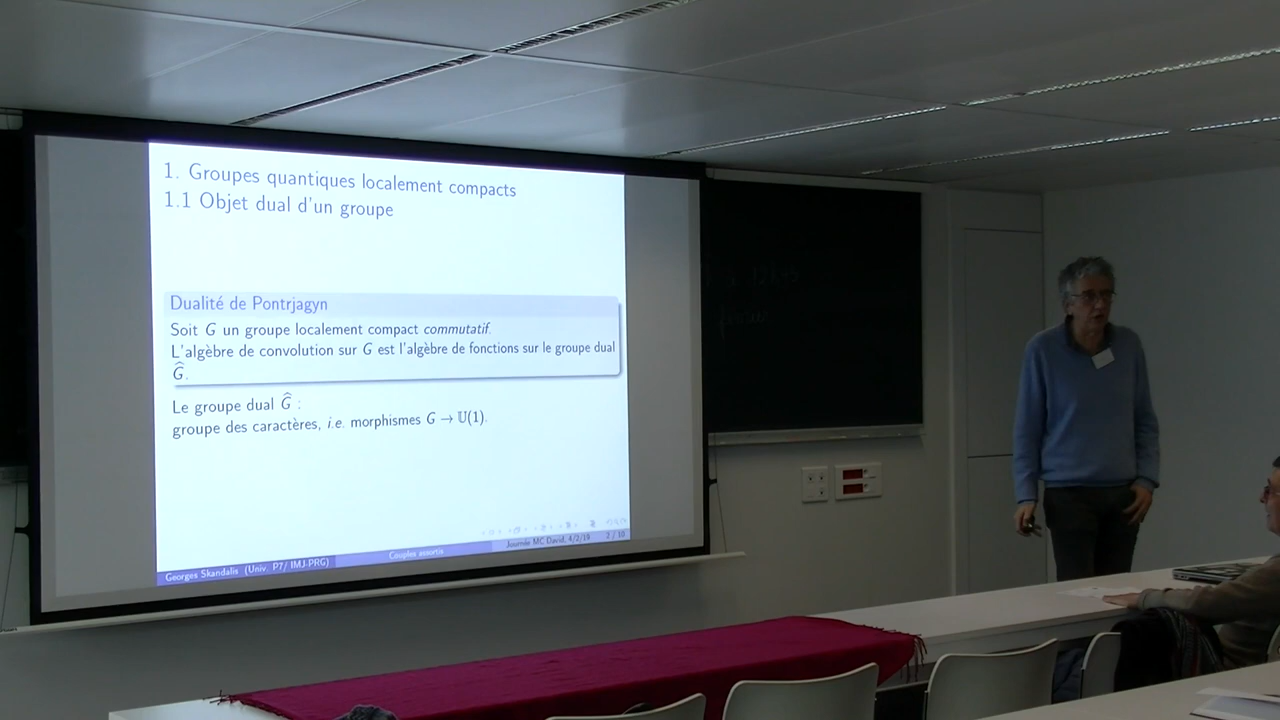 1. Groupes quantiques localement compacts
1.1 Objet dual d'un groupe
Dualité de Pontrjagyn
Soit G un groupe localement compact commutatif.
L'algèbre de convolution sur G est l'algèbre de fonctions sur le groupe dual
Ĝ.
Le groupe dual Ĝ :
groupe des caractères, i.e. morphismes G → 𝕌(1).
Georges Skandalis (Univ. P7/ IMJ-PRG) Couples assortis Journée MC David, 4/2/19 2 / 10